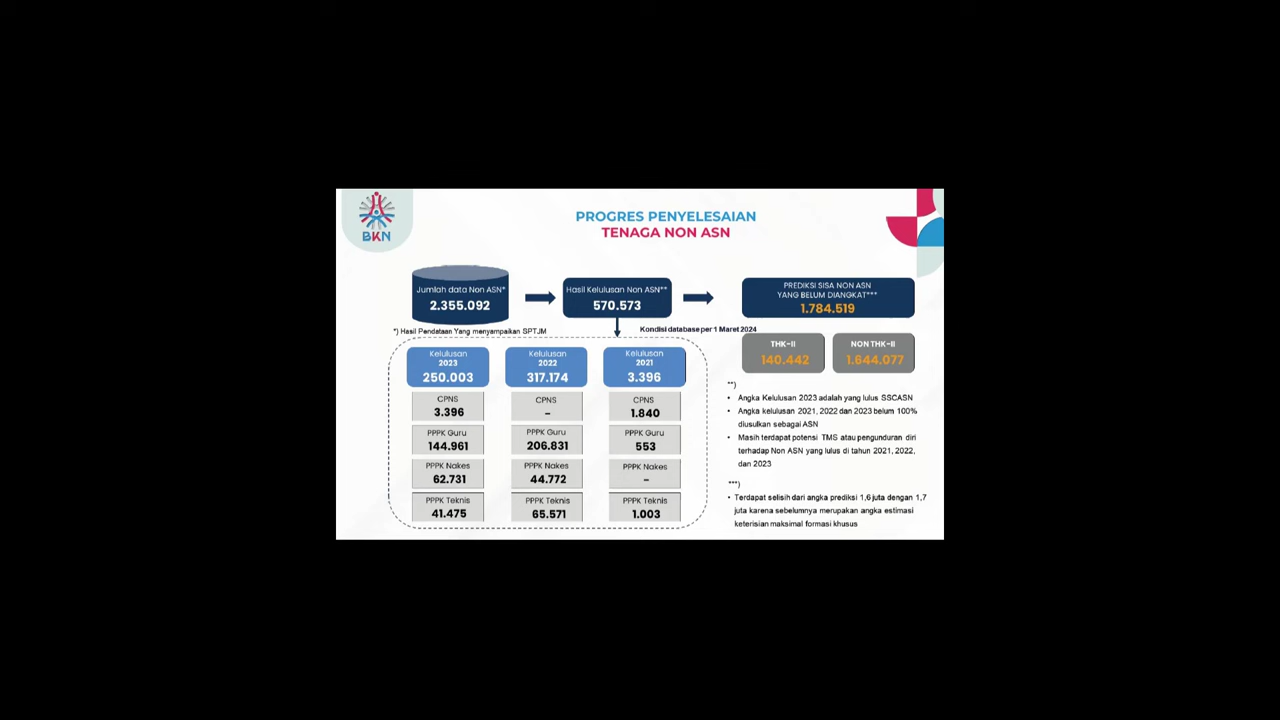 BKN
PROGRES PENYELESAIAN
TENAGA NON ASN
Jumlah data Non ASN*
2.355.092
Hasil Kelulusan Non ASN**
570.573
PREDIKSI SISA NON ASN
YANG BELUM DIANGKAT***
1.784.519
*) Hasil Pendataan Yang menyampaikan SPTJM
Kondisi database per 1 Maret 2024
THK-II
140.442
NON THK-II
1.644.077
Kelulusan
2023
250.003
CPNS
3.396
PPPK Guru
144.961
PPPK Nakes
62.731
PPPK Teknis
41.475
Kelulusan
2022
317.174
CPNS
-
PPPK Guru
206.831
PPPK Nakes
44.772
PPPK Teknis
65.571
Kelulusan
2021
3.396
CPNS
1.840
PPPK Guru
553
PPPK Nakes
-
PPPK Teknis
1.003
**)
• Angka Kelulusan 2023 adalah yang lulus SSCASN
• Angka kelulusan 2021, 2022 dan 2023 belum 100%
diusulkan sebagai ASN
• Masih terdapat potensi TMS atau pengunduran diri
terhadap Non ASN yang lulus di tahun 2021, 2022,
dan 2023
***)
• Terdapat selisih dari angka prediksi 1,6 juta dengan 1,7
juta karena sebelumnya merupakan angka estimasi
keterisian maksimal formasi khusus